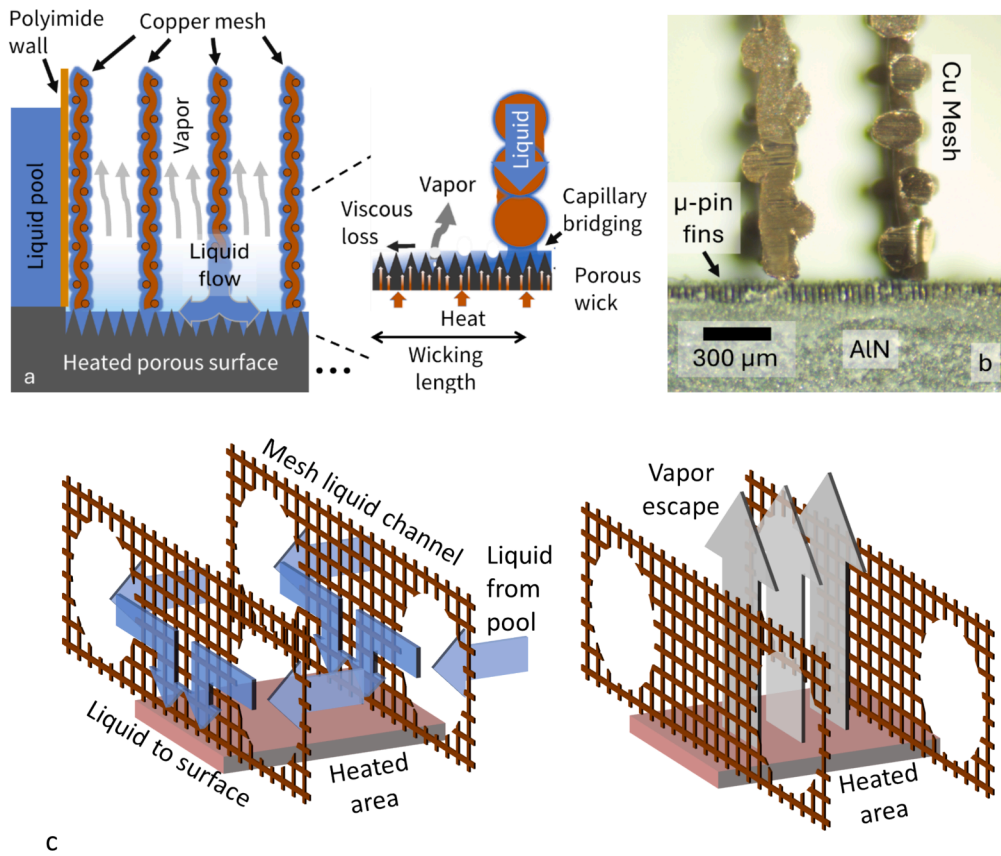 Polyimide
wall
Copper mesh
Vapor
Liquid pool
Liquid
flow
Heated porous surface
a
Liquid
Vapor
Viscous
loss
Capillary
bridging
Porous
wick
Heat
Wicking
length
Cu Mesh
μ-pin
fins
300 μm
AlN
b
Mesh liquid channel
Liquid
from
pool
Liquid to surface
Heated
area
Vapor
escape
Heated
area
c